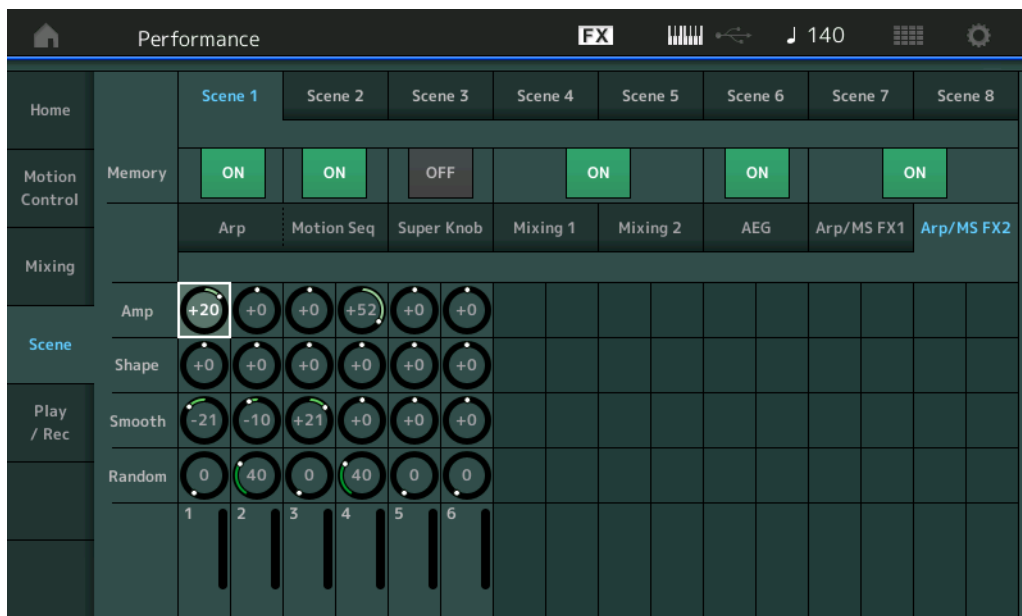 Performance FX 140
Scene 1 Scene 2 Scene 3 Scene 4 Scene 5 Scene 6 Scene 7 Scene 8
Home
Motion
Control
Mixing
Scene
Play
/ Rec
Memory ON ON OFF ON ON ON
Arp Motion Seq Super Knob Mixing 1 Mixing 2 AEG Arp/MS FX1 Arp/MS FX2
Amp +20 +0 +0 +52 +0 +0
Shape +0 +0 +0 +0 +0 +0
Smooth -21 -10 +21 +0 +0 +0
Random 0 40 0 40 0 0
1 2 3 4 5 6